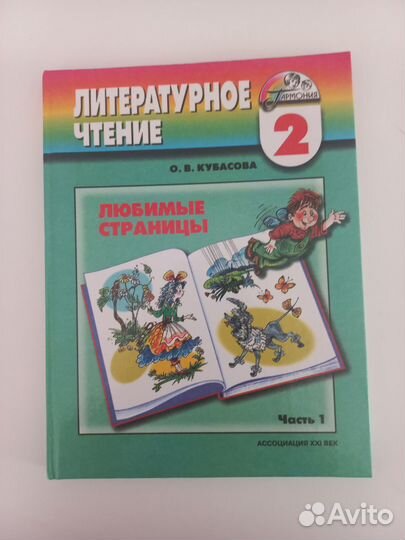 ЛИТЕРАТУРНОЕ
ЧТЕНИЕ
ГАРМОНИЯ
2
О. В. КУБАСОВА
ЛЮБИМЫЕ
СТРАНИЦЫ
Часть 1
АССОЦИАЦИЯ XXI ВЕК
Avito